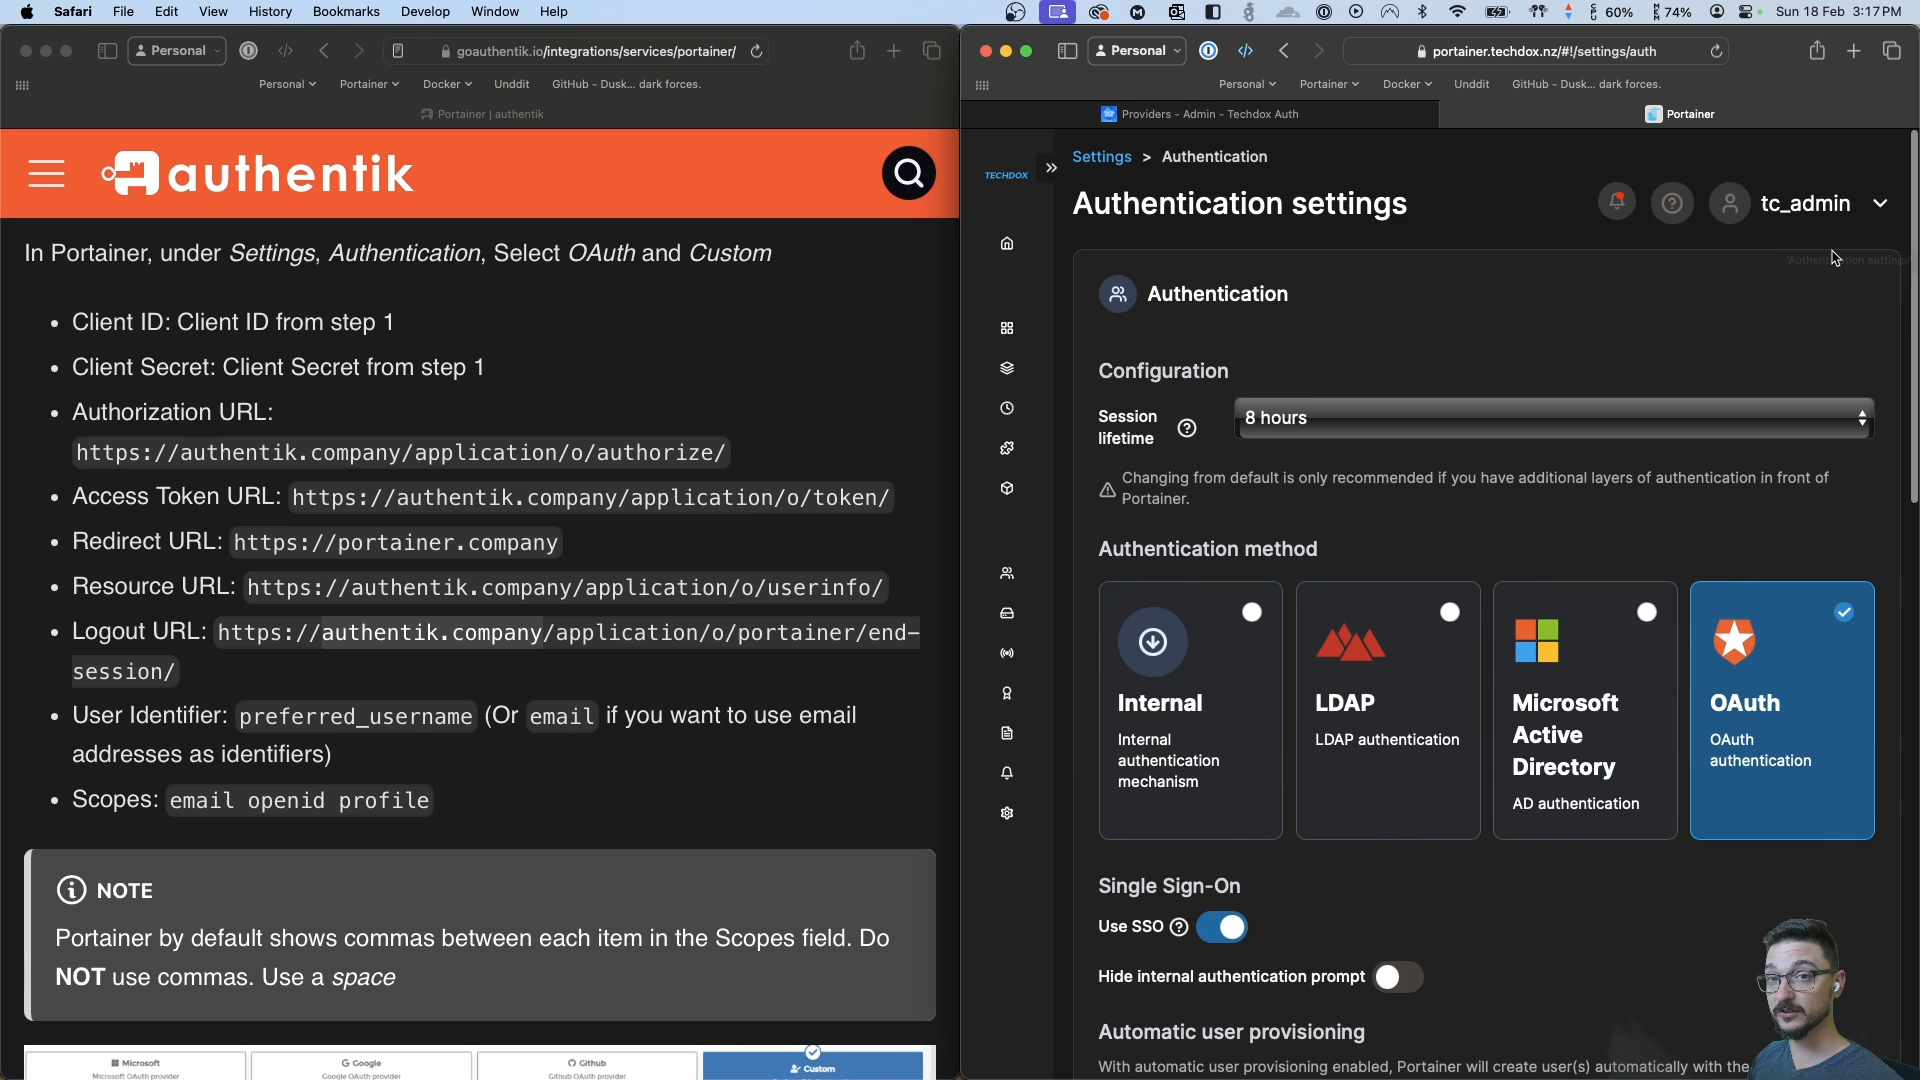 Safari File Edit View History Bookmarks Develop Window Help
60% 74% Sun 18 Feb 3:17 PM
Personal
goauthentik.io/integrations/services/portainer/
Personal Portainer Docker Unddit GitHub - Dusk... dark forces.
Portainer | authentik
authentik
In Portainer, under Settings, Authentication, Select OAuth and Custom
Client ID: Client ID from step 1
Client Secret: Client Secret from step 1
Authorization URL:
https://authentik.company/application/o/authorize/
Access Token URL: https://authentik.company/application/o/token/
Redirect URL: https://portainer.company
Resource URL: https://authentik.company/application/o/userinfo/
Logout URL: https://authentik.company/application/o/portainer/end-
session/
User Identifier: preferred_username (Or email if you want to use email
addresses as identifiers)
Scopes: email openid profile
NOTE
Portainer by default shows commas between each item in the Scopes field. Do
NOT use commas. Use a space
Microsoft
Microsoft OAuth provider
Google
Google OAuth provider
Github
Github OAuth provider
Custom
Personal
portainer.techdox.nz/#!/settings/auth
Personal Portainer Docker Unddit GitHub - Dusk... dark forces.
Providers - Admin - Techdox Auth
Portainer
TECHDOX
Settings > Authentication
Authentication settings
tc_admin
Authentication
Configuration
Session
lifetime
8 hours
Changing from default is only recommended if you have additional layers of authentication in front of
Portainer.
Authentication method
Internal
Internal
authentication
mechanism
LDAP
LDAP authentication
Microsoft
Active
Directory
AD authentication
OAuth
OAuth
authentication
Single Sign-On
Use SSO
Hide internal authentication prompt
Automatic user provisioning
With automatic user provisioning enabled, Portainer will create user(s) automatically with the